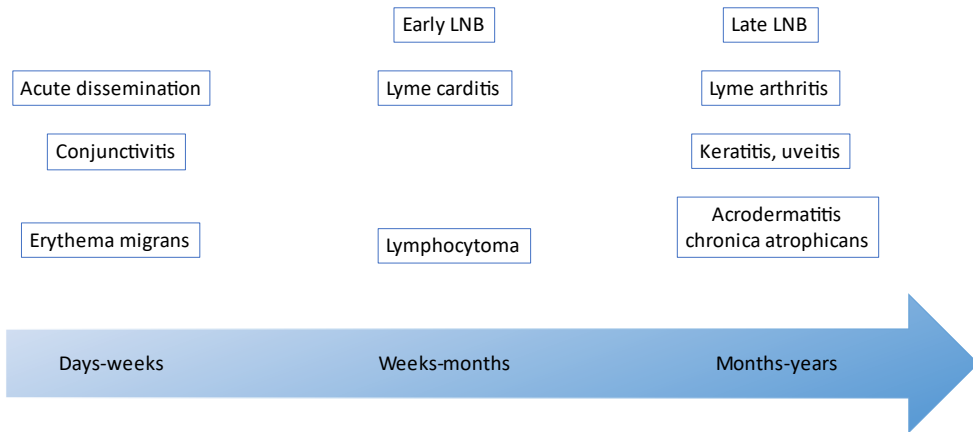 Early LNB
Late LNB
Acute dissemination
Lyme carditis
Lyme arthritis
Conjunctivitis
Keratitis, uveitis
Erythema migrans
Lymphocytoma
Acrodermatitis
chronica atrophicans
Days-weeks
Weeks-months
Months-years